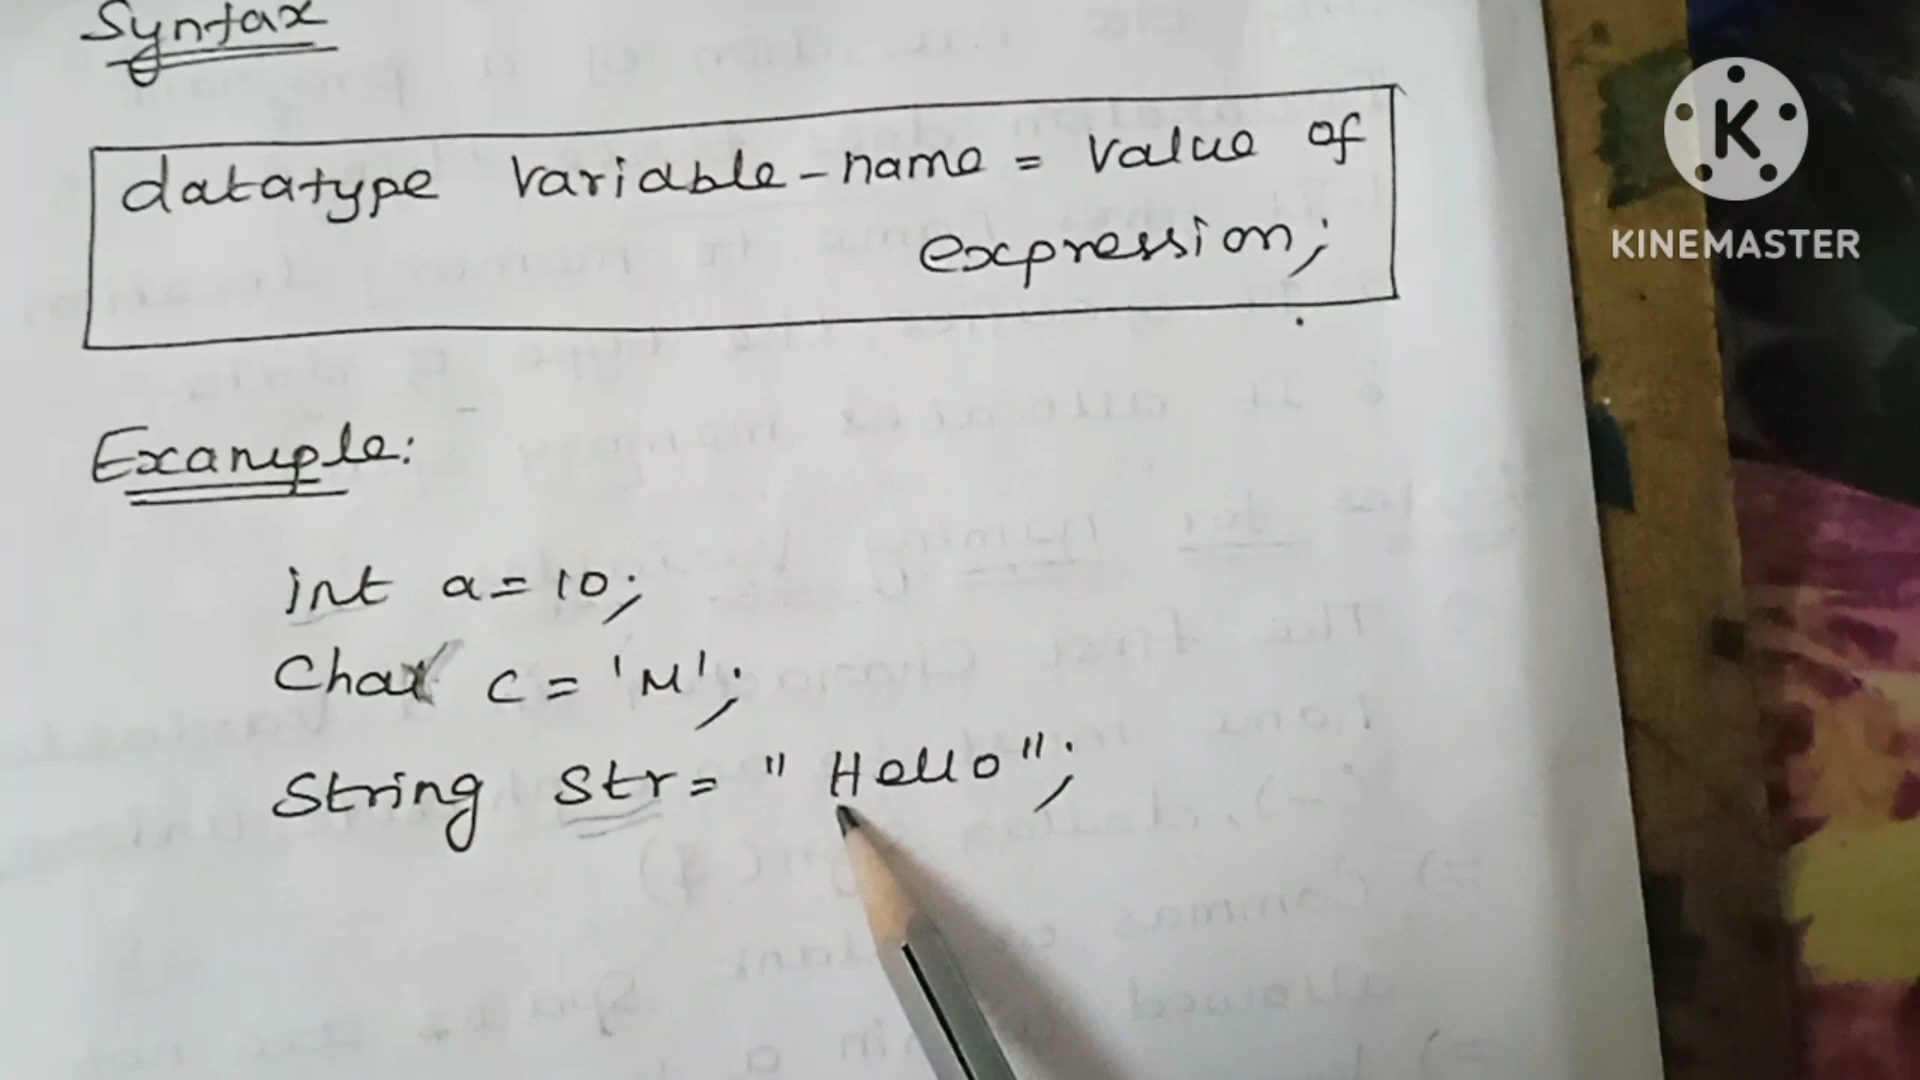 Syntax
datatype variable-name = value of
expression;
KINEMASTER
Example:
int a=10;
Char c = 'M';
String Str = "Hello";